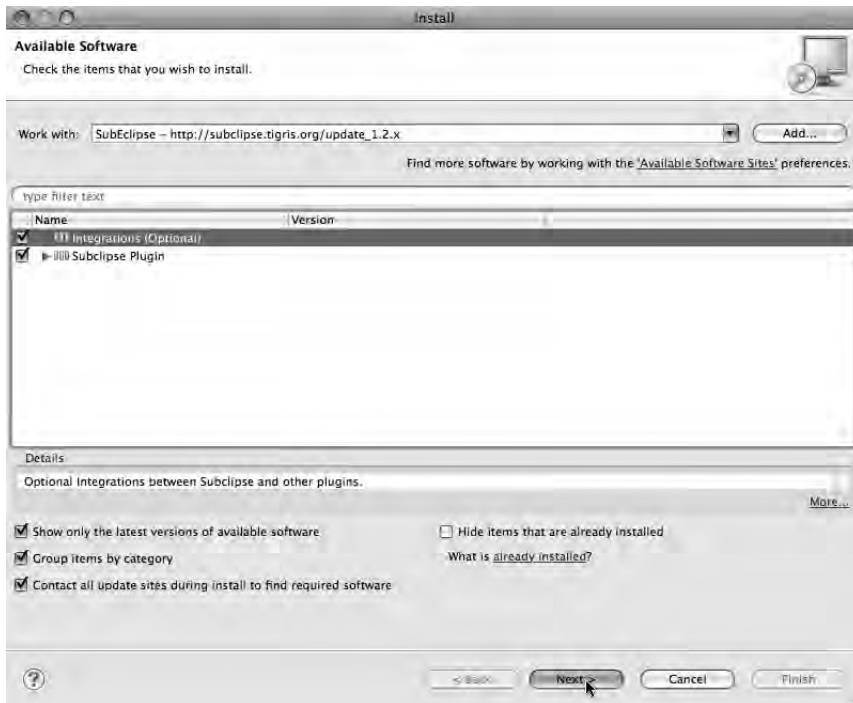 Install
Available Software
Check the items that you wish to install.
Work with: SubEclipse – http://subclipse.tigris.org/update_1.2.x Add...
Find more software by working with the 'Available Software Sites' preferences.
type filter text
Name Version
Integrations (Optional)
Subclipse Plugin
Details
Optional Integrations between Subclipse and other plugins.
More...
Show only the latest versions of available software
Hide items that are already installed
Group items by category
What is already installed?
Contact all update sites during install to find required software
? < Back Next > Cancel Finish